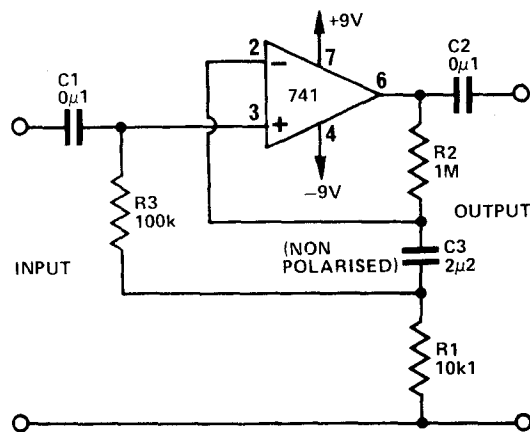 +9V
C2
0μ1
2
7
6
C1
0μ1
−
741
3
+
4
R2
1M
−9V
R3
100k
OUTPUT
(NON
POLARISED)
C3
2μ2
INPUT
R1
10k1